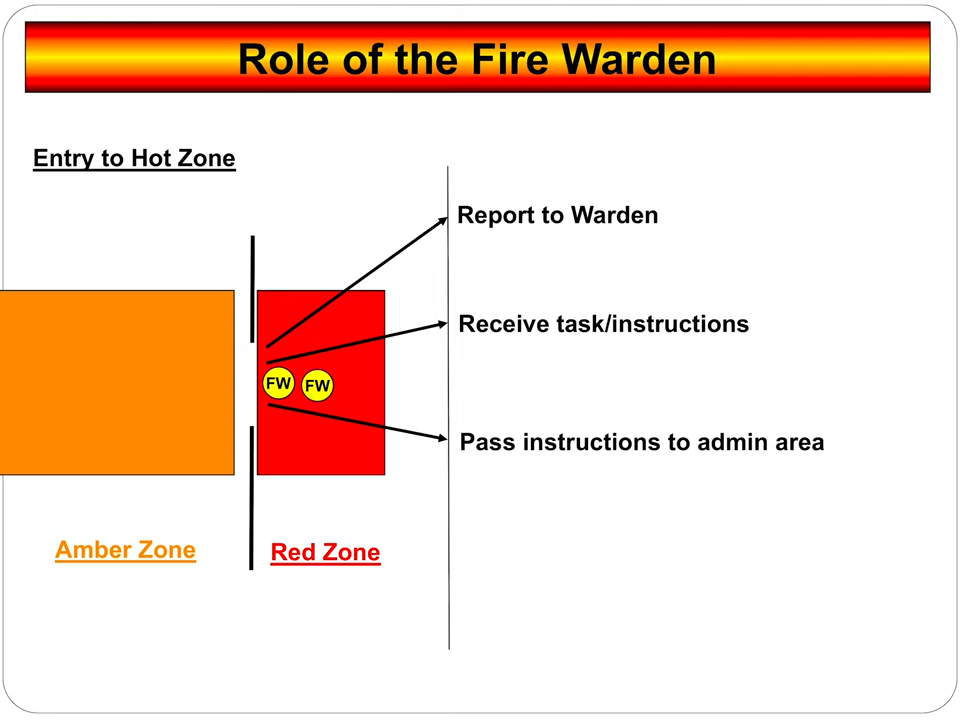 Role of the Fire Warden
Entry to Hot Zone
Report to Warden
Receive task/instructions
FW FW
Pass instructions to admin area
Amber Zone
Red Zone